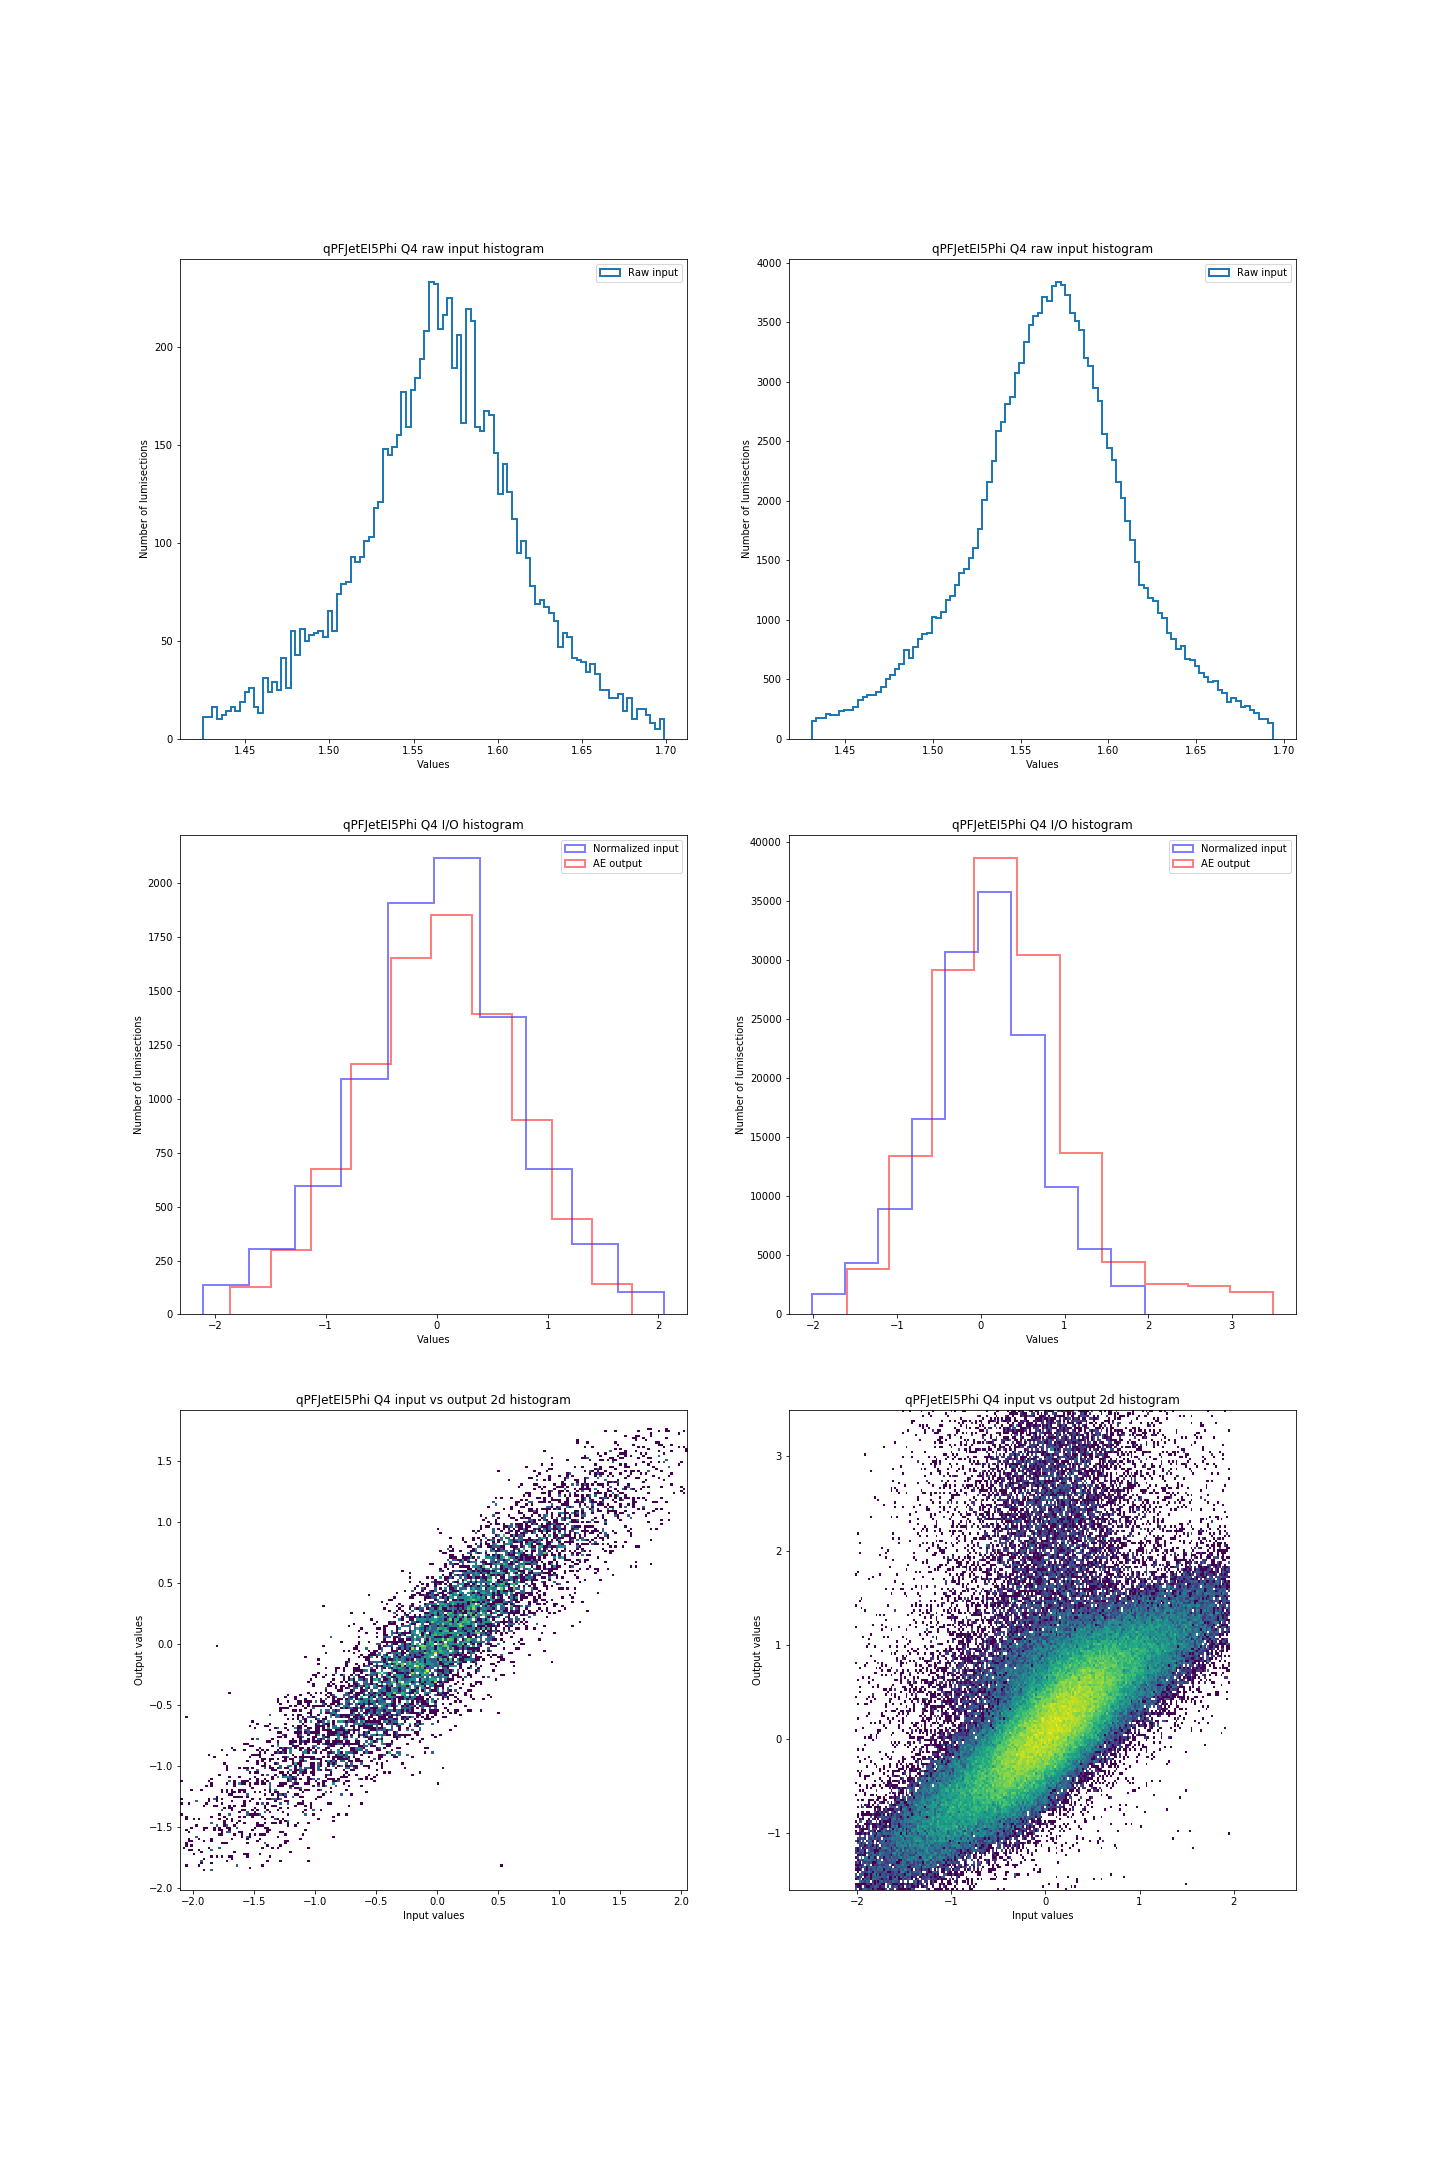 qPFJetEI5Phi Q4 raw input histogram
Raw input
Number of lumisections
200
150
100
50
0
1.45 1.50 1.55 1.60 1.65 1.70
Values
qPFJetEI5Phi Q4 raw input histogram
Raw input
Number of lumisections
4000
3500
3000
2500
2000
1500
1000
500
0
1.45 1.50 1.55 1.60 1.65 1.70
Values
qPFJetEI5Phi Q4 I/O histogram
Normalized input
AE output
Number of lumisections
2000
1750
1500
1250
1000
750
500
250
0
−2 −1 0 1 2
Values
qPFJetEI5Phi Q4 I/O histogram
Normalized input
AE output
Number of lumisections
40000
35000
30000
25000
20000
15000
10000
5000
0
−2 −1 0 1 2 3
Values
qPFJetEI5Phi Q4 input vs output 2d histogram
Output values
1.5
1.0
0.5
0.0
−0.5
−1.0
−1.5
−2.0
−2.0 −1.5 −1.0 −0.5 0.0 0.5 1.0 1.5 2.0
Input values
qPFJetEI5Phi Q4 input vs output 2d histogram
Output values
3
2
1
0
−1
−2 −1 0 1 2
Input values